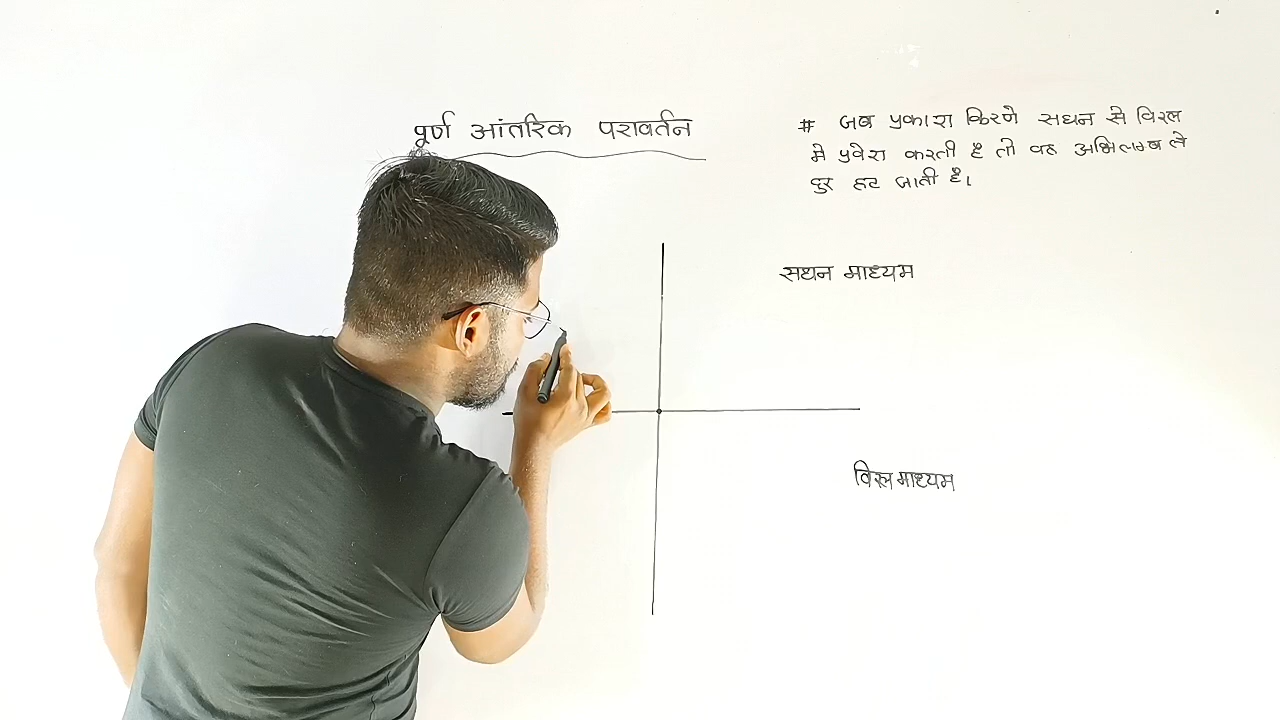 पूर्ण आंतरिक परावर्तन
# जब प्रकाश किरणे सघन से विरल
मे प्रवेश करती है तो वह अभिलम्ब से
दूर हट जाती है।
सघन माध्यम
विरल माध्यम